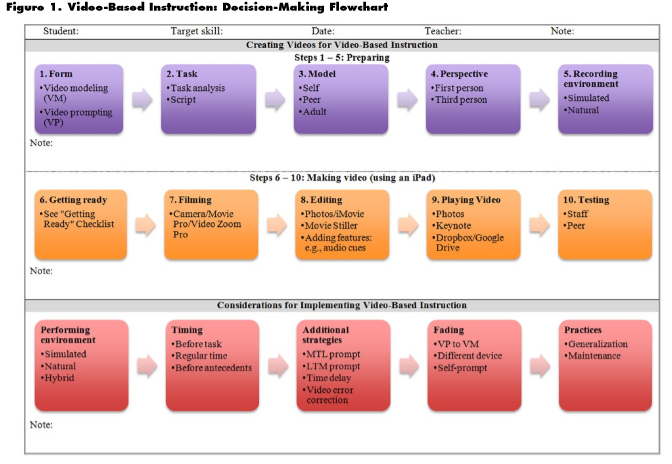 Figure 1. Video-Based Instruction: Decision-Making Flowchart
Student: Target skill: Date: Teacher: Note:
Creating Videos for Video-Based Instruction
Steps 1 – 5: Preparing
1. Form
•Video modeling
(VM)
•Video prompting
(VP)
2. Task
•Task analysis
•Script
3. Model
•Self
•Peer
•Adult
4. Perspective
•First person
•Third person
5. Recording
environment
•Simulated
•Natural
Note:
Steps 6 – 10: Making video (using an iPad)
6. Getting ready
•See "Getting
Ready" Checklist
7. Filming
•Camera/Movie
Pro/Video Zoom
Pro
8. Editing
•Photos/iMovie
•Movie Stiller
•Adding features:
e.g., audio cues
9. Playing Video
•Photos
•Keynote
•Dropbox/Google
Drive
10. Testing
•Staff
•Peer
Note:
Considerations for Implementing Video-Based Instruction
Performing
environment
•Simulated
•Natural
•Hybrid
Timing
•Before task
•Regular time
•Before antecedents
Additional
strategies
•MTL prompt
•LTM prompt
•Time delay
•Video error
correction
Fading
•VP to VM
•Different device
•Self-prompt
Practices
•Generalization
•Maintenance
Note: